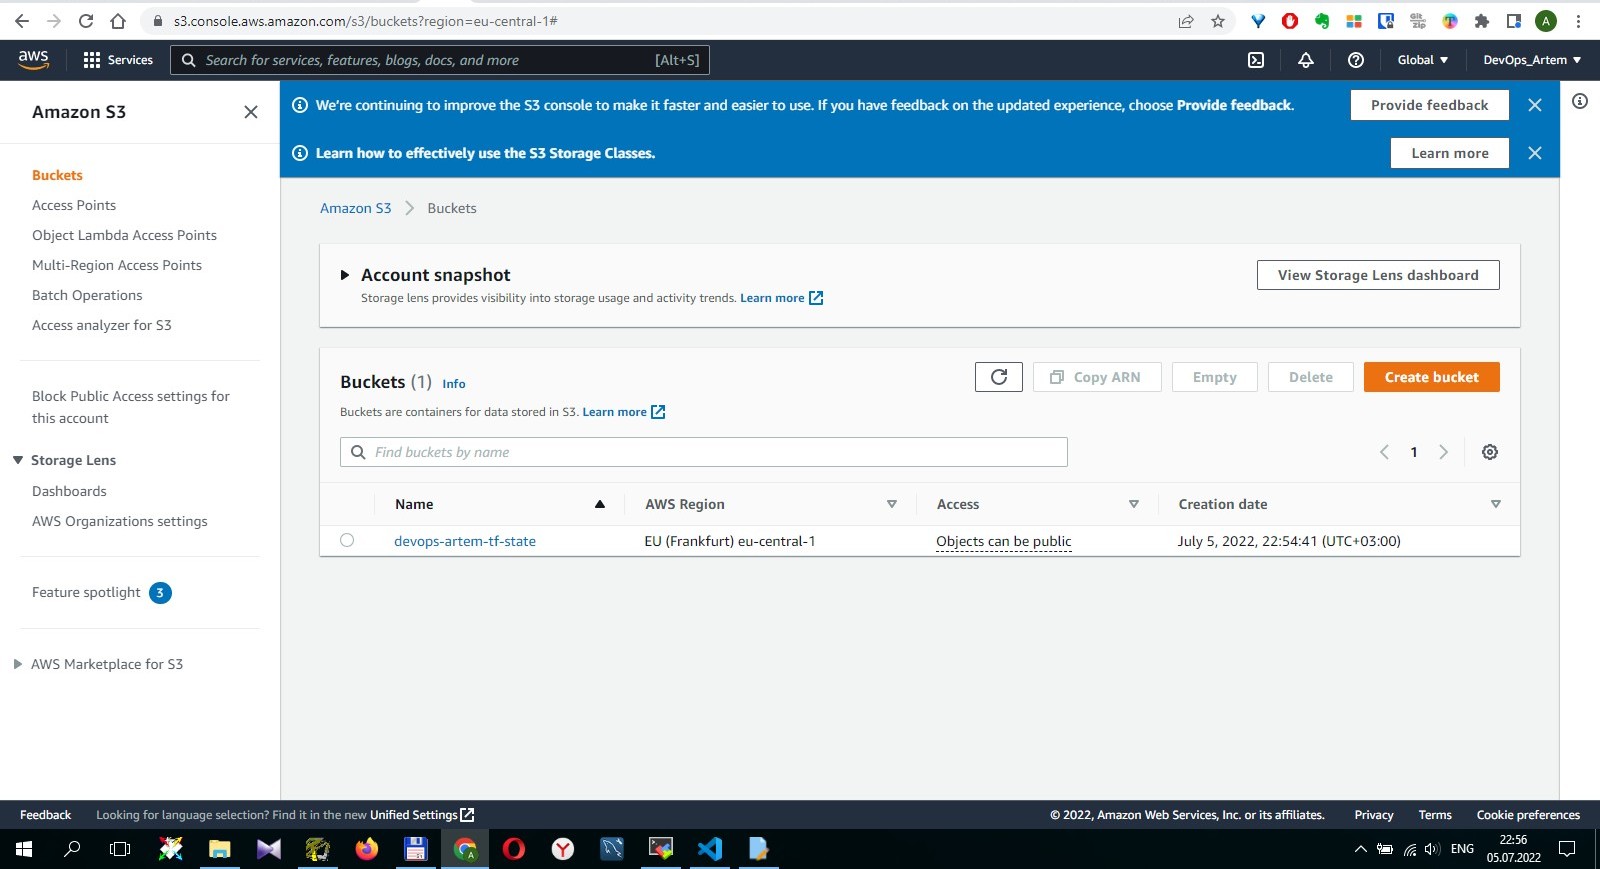 s3.console.aws.amazon.com/s3/buckets?region=eu-central-1#
A
aws
Services
Search for services, features, blogs, docs, and more [Alt+S]
Global
DevOps_Artem
Amazon S3
Buckets
Access Points
Object Lambda Access Points
Multi-Region Access Points
Batch Operations
Access analyzer for S3
Block Public Access settings for
this account
Storage Lens
Dashboards
AWS Organizations settings
Feature spotlight 3
AWS Marketplace for S3
We're continuing to improve the S3 console to make it faster and easier to use. If you have feedback on the updated experience, choose Provide feedback.
Provide feedback
Learn how to effectively use the S3 Storage Classes.
Learn more
Amazon S3 Buckets
Account snapshot
View Storage Lens dashboard
Storage lens provides visibility into storage usage and activity trends. Learn more
Buckets (1) Info
Copy ARN
Empty
Delete
Create bucket
Buckets are containers for data stored in S3. Learn more
Find buckets by name
1
Name AWS Region Access Creation date
devops-artem-tf-state EU (Frankfurt) eu-central-1 Objects can be public July 5, 2022, 22:54:41 (UTC+03:00)
Feedback Looking for language selection? Find it in the new Unified Settings
© 2022, Amazon Web Services, Inc. or its affiliates. Privacy Terms Cookie preferences
ENG
22:56
05.07.2022